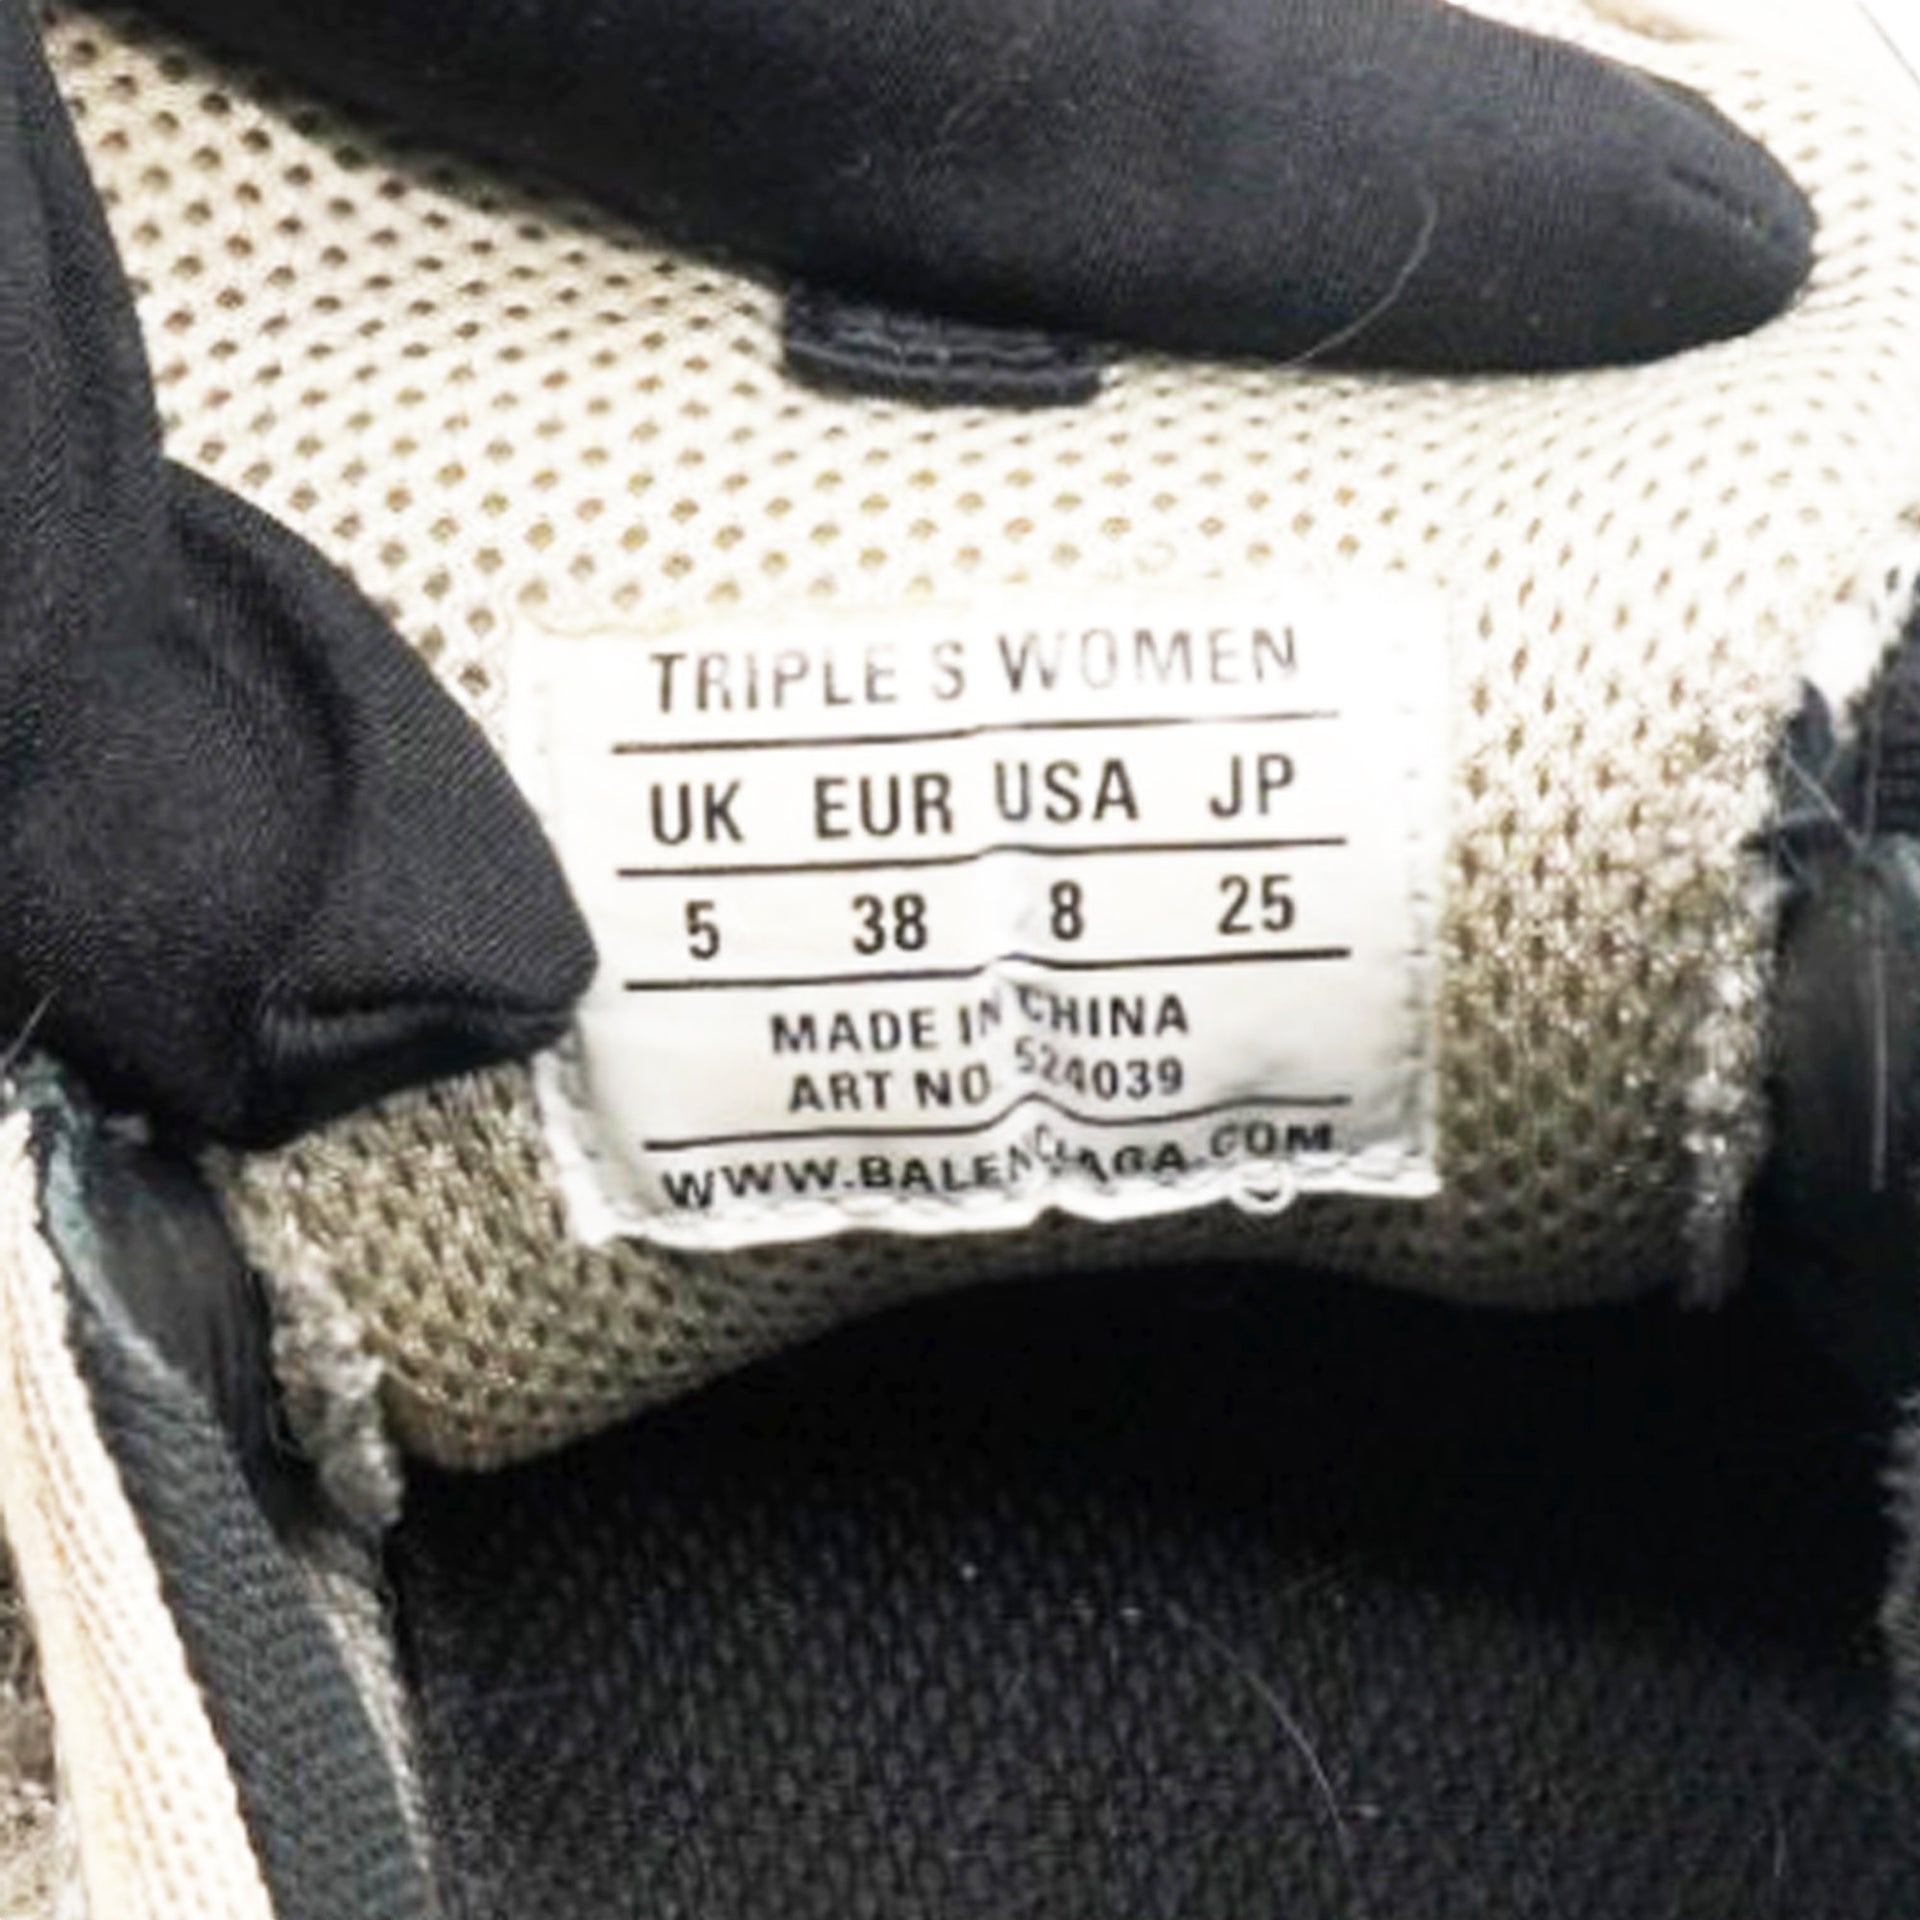 TRIPLE S WOMEN
UK EUR USA JP
5 38 8 25
MADE IN CHINA
ART NO 524039
WWW.BALENCIAGA.COM